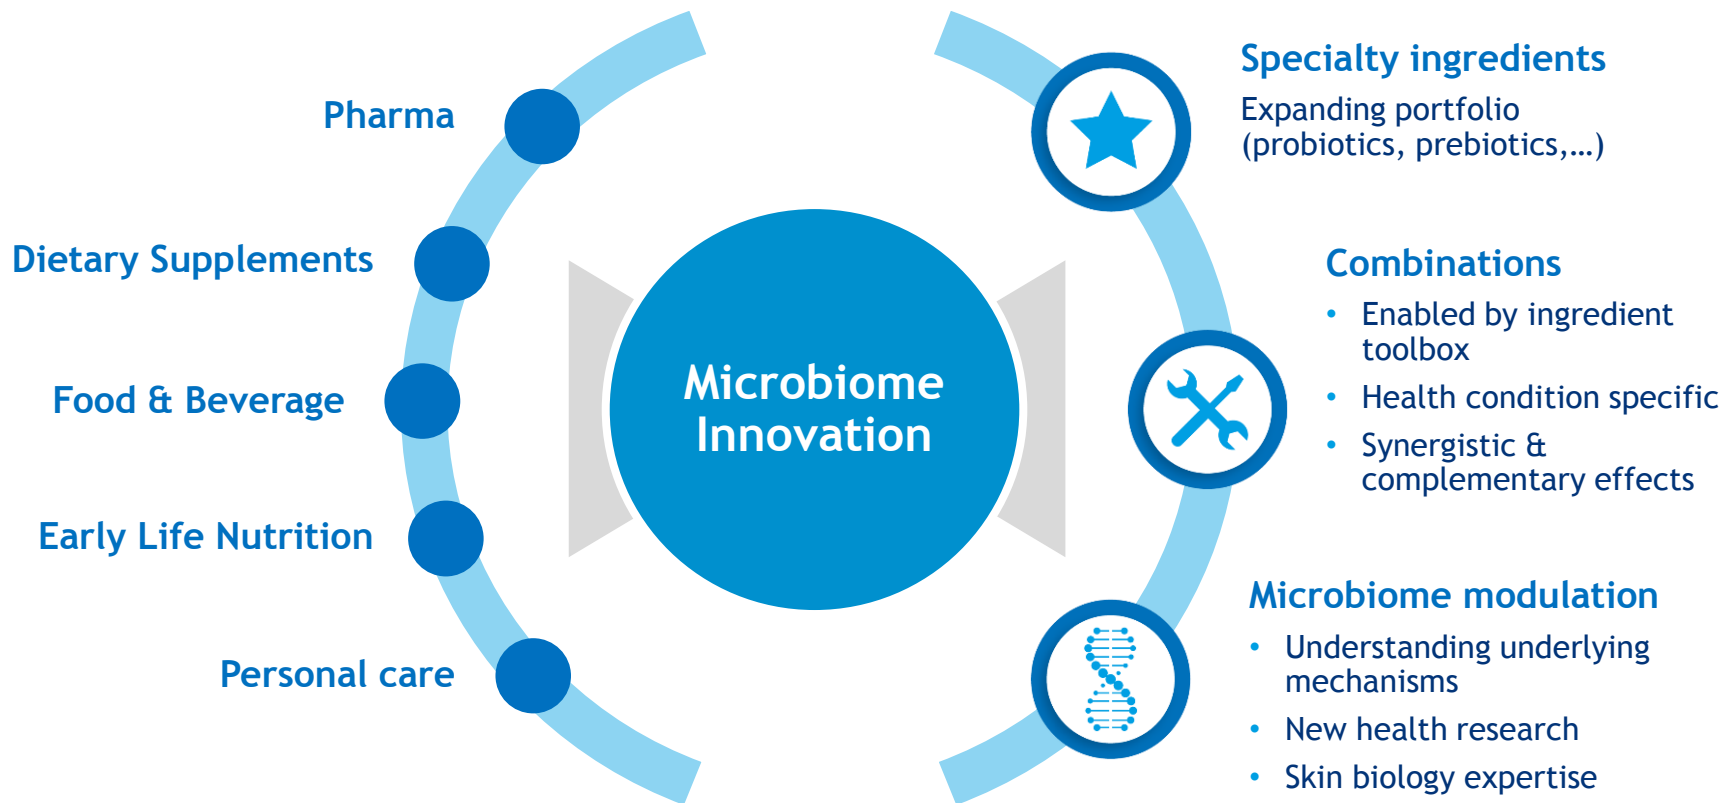 Pharma
Dietary Supplements
Food & Beverage
Early Life Nutrition
Personal care
Microbiome
Innovation
Specialty ingredients
Expanding portfolio
(probiotics, prebiotics,…)
Combinations
• Enabled by ingredient
toolbox
• Health condition specific
• Synergistic &
complementary effects
Microbiome modulation
• Understanding underlying
mechanisms
• New health research
• Skin biology expertise